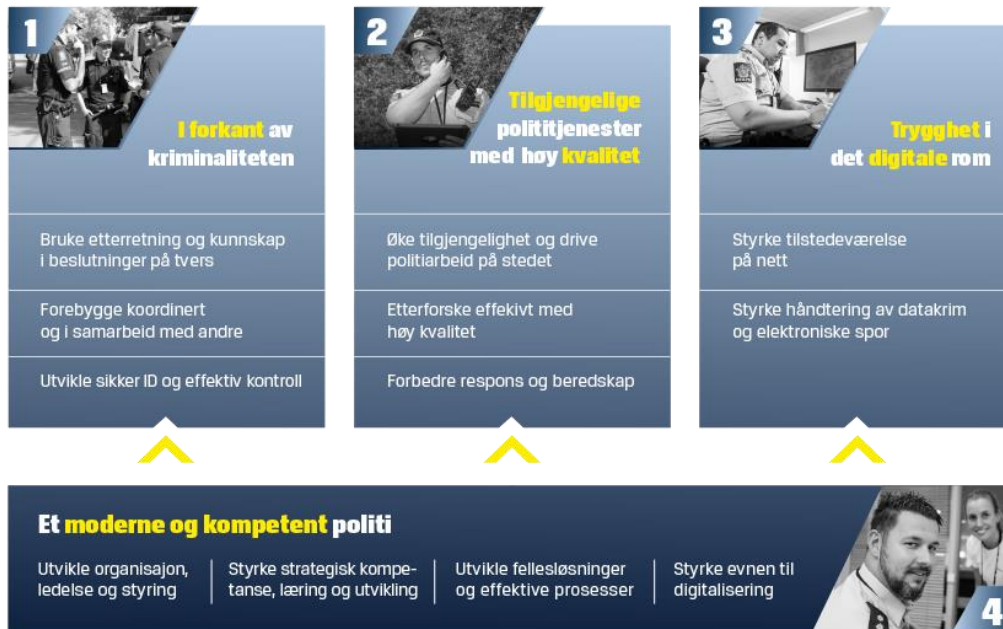 1
I forkant av
kriminaliteten
Bruke etterretning og kunnskap
i beslutninger på tvers
Forebygge koordinert
og i samarbeid med andre
Utvikle sikker ID og effektiv kontroll
2
Tilgjengelige
polititjenester
med høy kvalitet
Øke tilgjengelighet og drive
politiarbeid på stedet
Etterforske effekivt med
høy kvalitet
Forbedre respons og beredskap
3
Trygghet i
det digitale rom
Styrke tilstedeværelse
på nett
Styrke håndtering av datakrim
og elektroniske spor
Et moderne og kompetent politi
Utvikle organisajon,
ledelse og styring
Styrke strategisk kompe-
tanse, læring og utvikling
Utvikle fellesløsninger
og effektive prosesser
Styrke evnen til
digitalisering
4